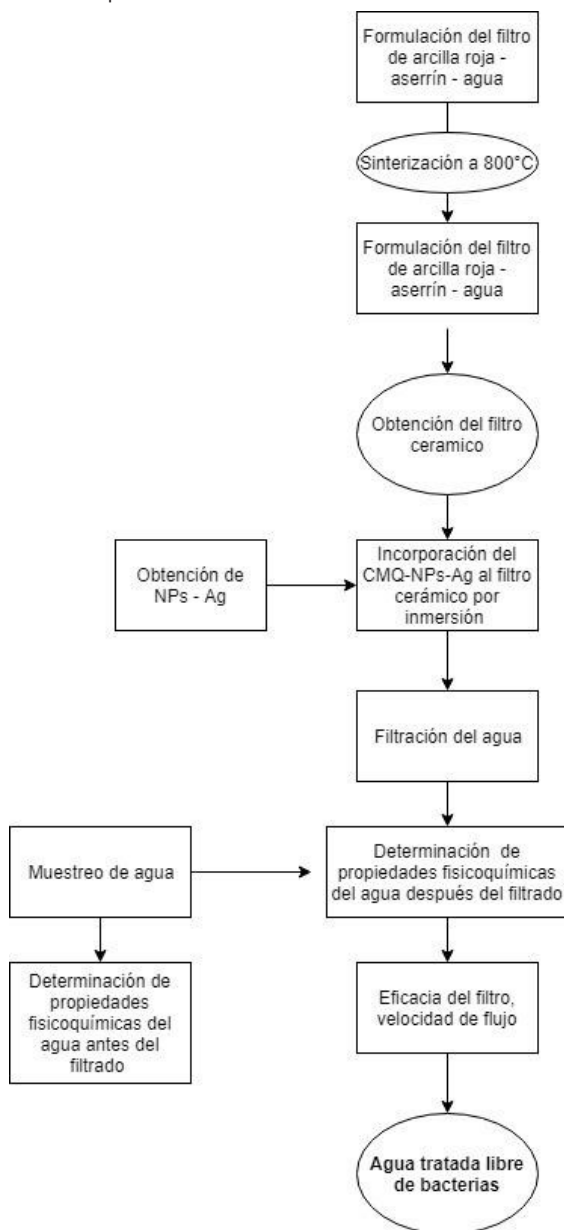 Formulación del filtro
de arcilla roja -
aserrín - agua
Sinterización a 800°C
Formulación del filtro
de arcilla roja -
aserrín - agua
Obtención del filtro
ceramico
Obtención de
NPs - Ag
Incorporación del
CMQ-NPs-Ag al filtro
cerámico por
inmersión
Filtración del agua
Muestreo de agua
Determinación de
propiedades fisicoquímicas
del agua después del filtrado
Determinación de
propiedades
fisicoquímicas del
agua antes del
filtrado
Eficacia del filtro,
velocidad de flujo
Agua tratada libre
de bacterias